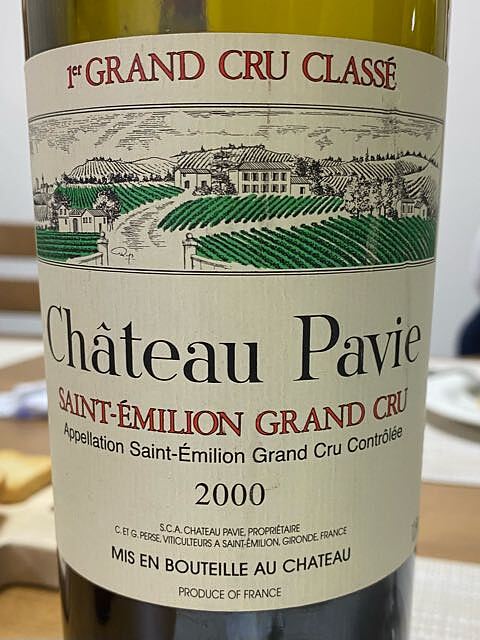 1er GRAND CRU CLASSÉ
Château Pavie
SAINT-ÉMILION GRAND CRU
Appellation Saint-Émilion Grand Cru Contrôlée
2000
S.C.A. CHATEAU PAVIE, PROPRIÉTAIRE
C. ET G. PERSE, VITICULTEURS A SAINT-ÉMILION, GIRONDE, FRANCE
MIS EN BOUTEILLE AU CHATEAU
PRODUCE OF FRANCE